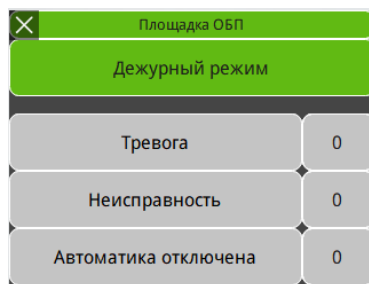 Площадка ОБП
Дежурный режим
Тревога 0
Неисправность 0
Автоматика отключена 0